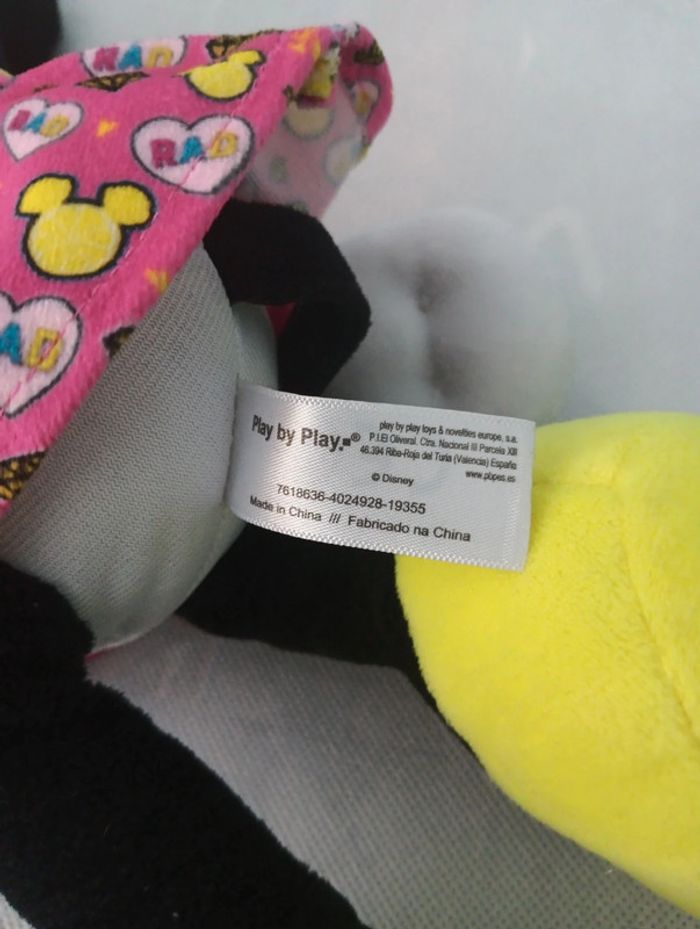 RAD
RAD
RAD
AD
Play by Play.®
play by play toys & novelties europe, s.a.
P.I.El Oliveral. Ctra. Nacional III Parcela XIII
46.394 Riba-Roja del Turia (Valencia) España
www.pbpes.es
© Disney
7618636-4024928-19355
Made in China /// Fabricado na China